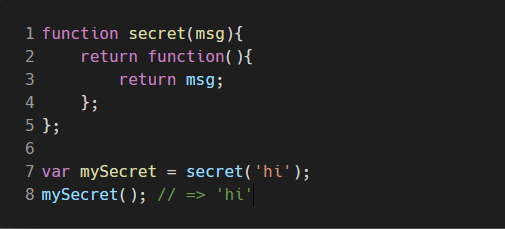 1 function secret(msg){
2     return function(){
3         return msg;
4     };
5 };
6
7 var mySecret = secret('hi');
8 mySecret(); // => 'hi'